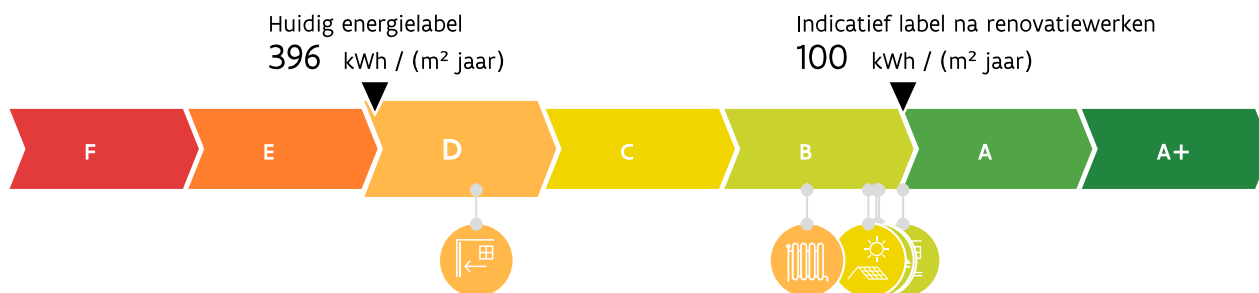 Huidig energielabel
396 kWh / (m² jaar)
Indicatief label na renovatiewerken
100 kWh / (m² jaar)
F E D C B A A+